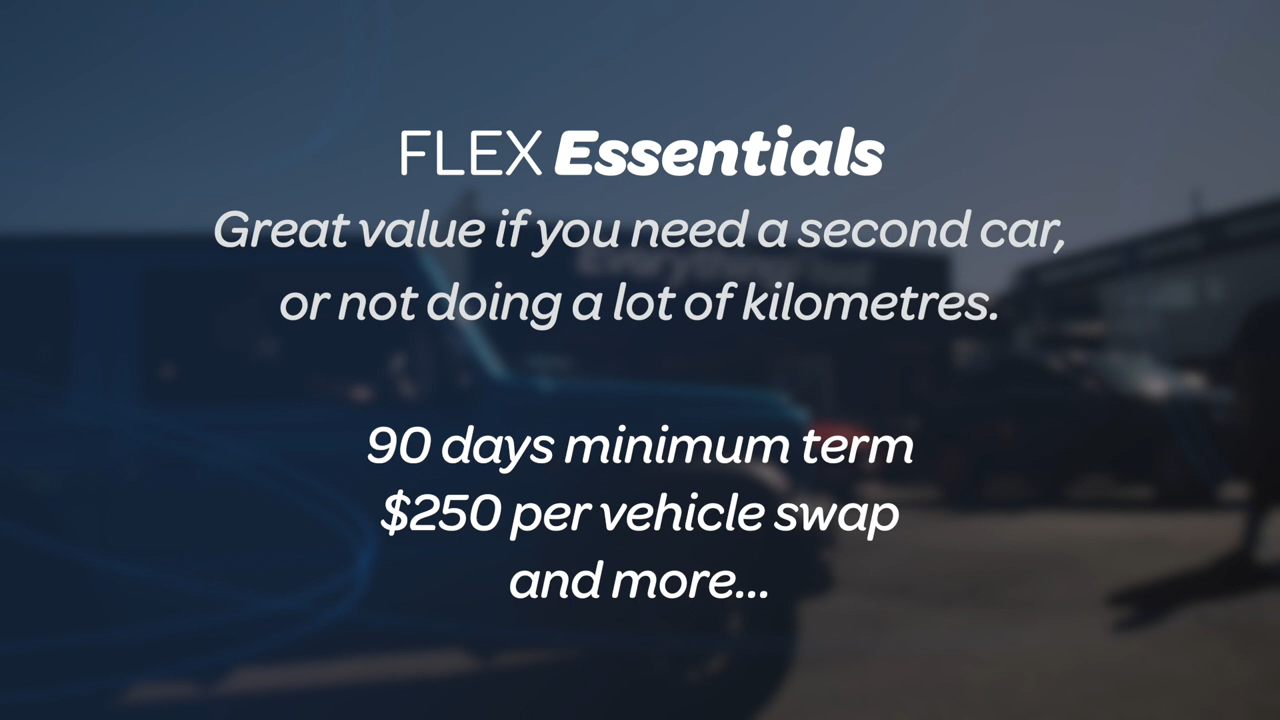 FLEX Essentials
Great value if you need a second car,
or not doing a lot of kilometres.
90 days minimum term
$250 per vehicle swap
and more...